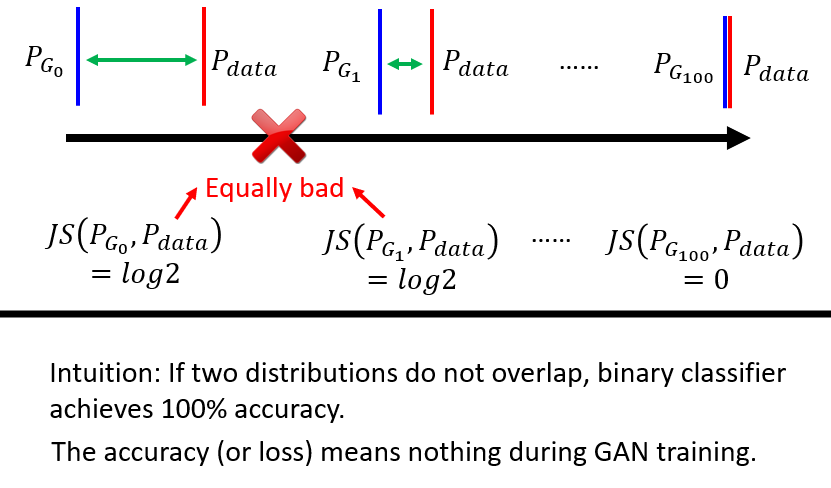 P_{G_0} P_{data} P_{G_1} P_{data} ...... P_{G_{100}} P_{data}
Equally bad
JS(P_{G_0}, P_{data}) JS(P_{G_1}, P_{data}) ...... JS(P_{G_{100}}, P_{data})
= log2 = log2 = 0
Intuition: If two distributions do not overlap, binary classifier
achieves 100% accuracy.
The accuracy (or loss) means nothing during GAN training.